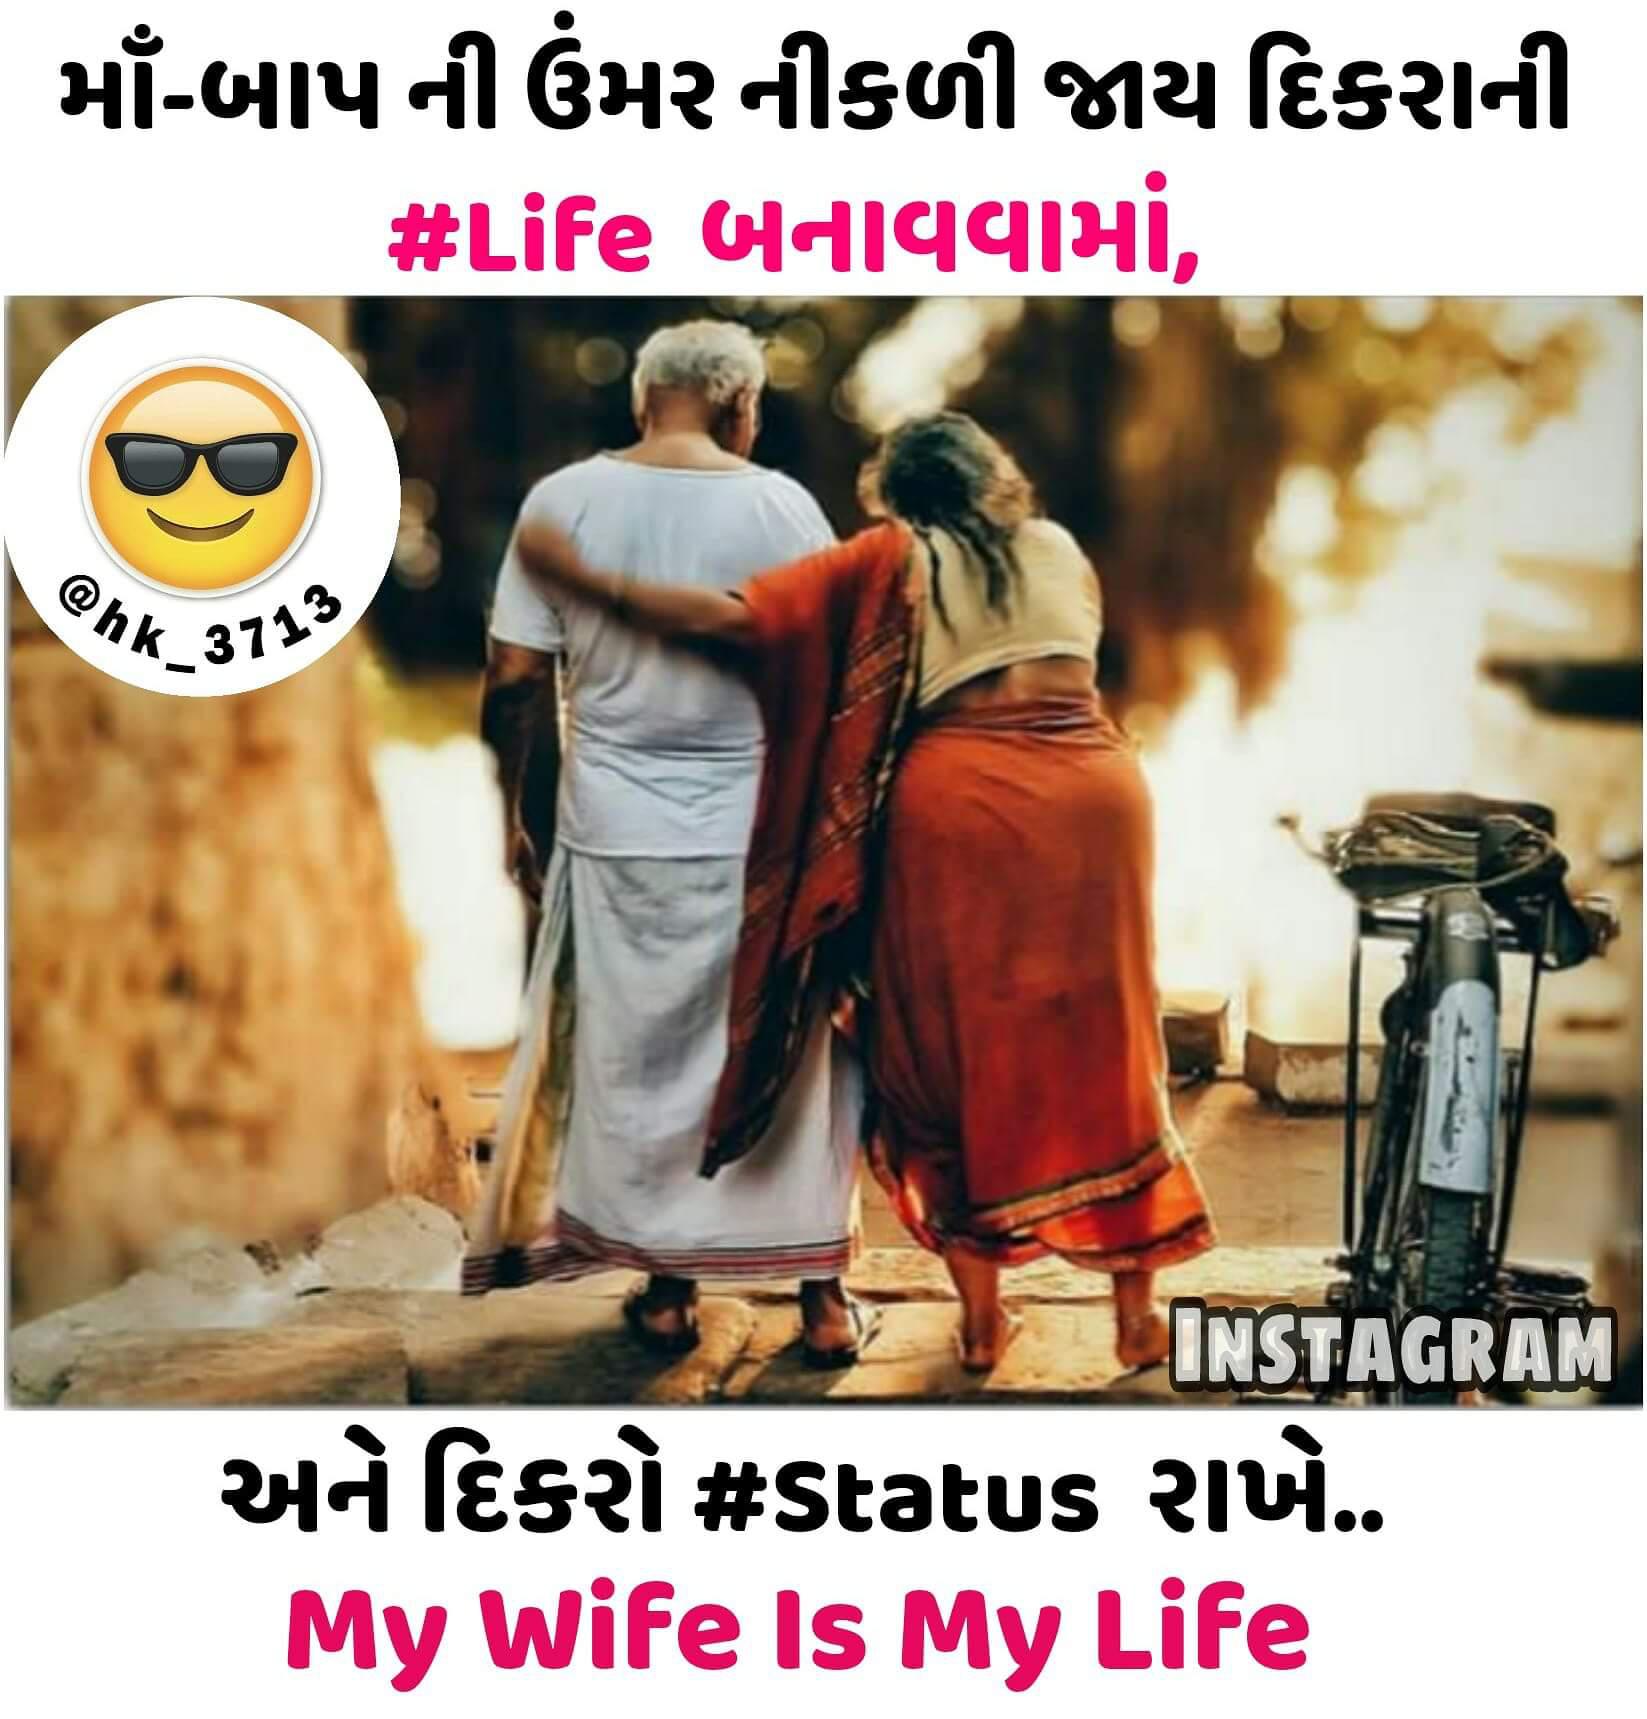 માઁ-બાપ ની ઉંમર નીકળી જાય દિકરાની
#Life બનાવવામાં,
@hk_3713
INSTAGRAM
અને દિકરો #Status રાખે..
My Wife Is My Life